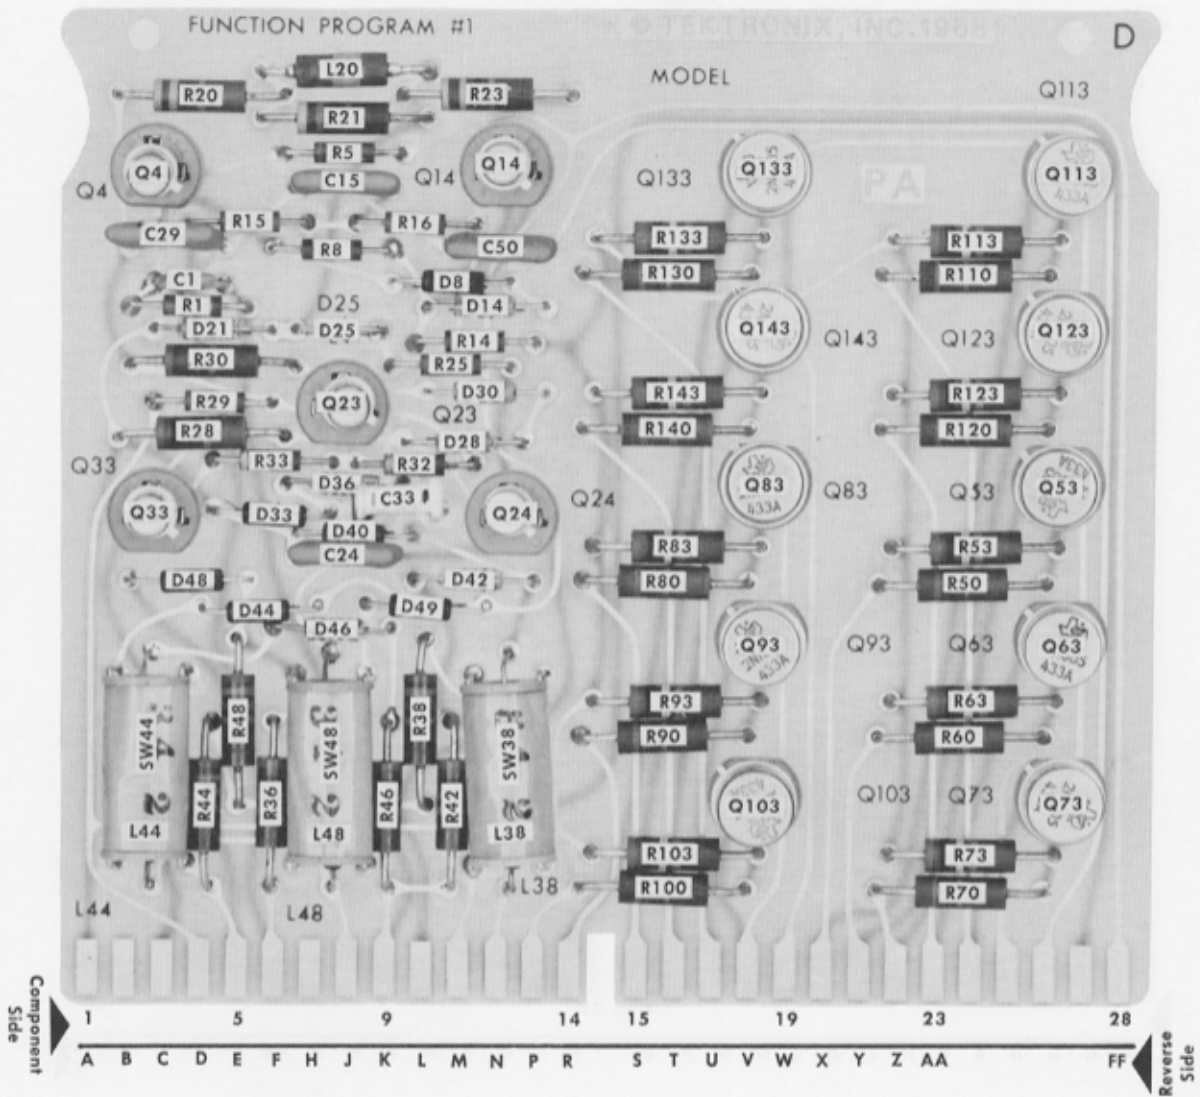 FUNCTION PROGRAM #1
© TEKTRONIX, INC. 1968
D
MODEL
L20
R20
R23
Q113
R21
R5
Q4
Q14
Q133
Q113
433A
Q4
C15
Q14
Q133
PA
R15
R16
C29
R8
C50
R133
R113
R130
R110
C1
D8
R1
D25
D14
D21
D25
Q143
Q143
Q123
Q123
R14
R30
R25
R29
Q23
D30
R143
R123
R28
Q23
R140
R120
D28
Q33
R33
R32
D36
C33
Q24
Q83
433A
Q83
Q53
Q53
433A
Q33
D33
Q24
D40
C24
R83
R53
D48
D42
R80
R50
D44
D49
D46
Q93
2N
433A
Q93
Q63
Q63
433A
SW44
R48
SW48
R38
SW38
R93
R63
R90
R60
R44
R36
R46
R42
Q103
Q103
Q73
Q73
L44
L48
L38
R103
R73
L38
R100
R70
L44
L48
Component Side
1 5 9 14 15 19 23 28
A B C D E F H J K L M N P R S T U V W X Y Z AA FF
Reverse Side